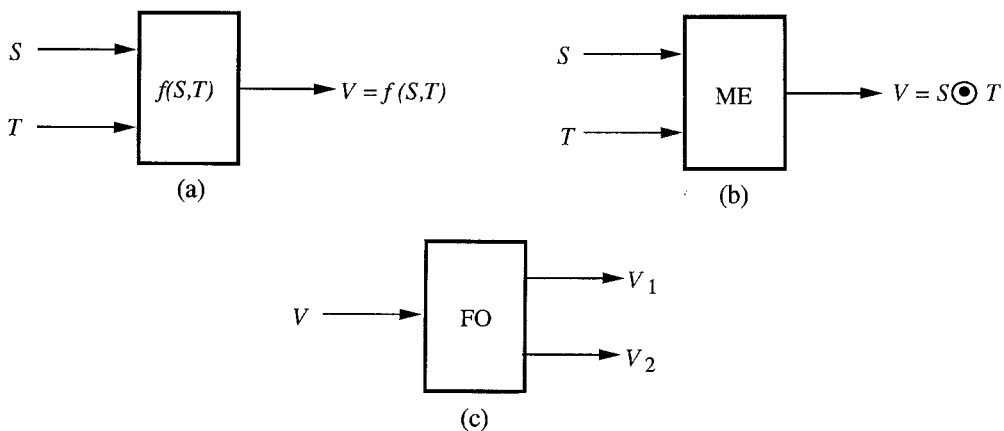 S
T
f(S,T)
V = f (S,T)
(a)
S
T
ME
V = S ⊙ T
(b)
V
FO
V1
V2
(c)